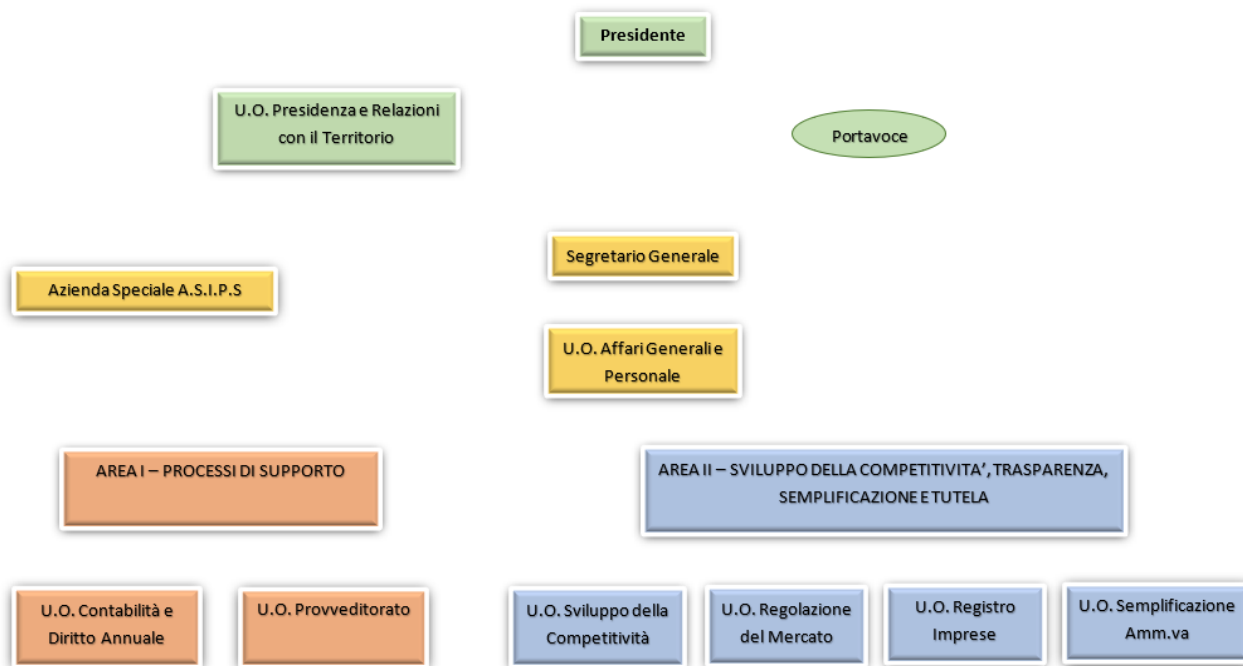 Presidente
U.O. Presidenza e Relazioni
con il Territorio
Portavoce
Segretario Generale
Azienda Speciale A.S.I.P.S
U.O. Affari Generali e
Personale
AREA I – PROCESSI DI SUPPORTO
AREA II – SVILUPPO DELLA COMPETITIVITA’, TRASPARENZA,
SEMPLIFICAZIONE E TUTELA
U.O. Contabilità e
Diritto Annuale
U.O. Provveditorato
U.O. Sviluppo della
Competitività
U.O. Regolazione
del Mercato
U.O. Registro
Imprese
U.O. Semplificazione
Amm.va